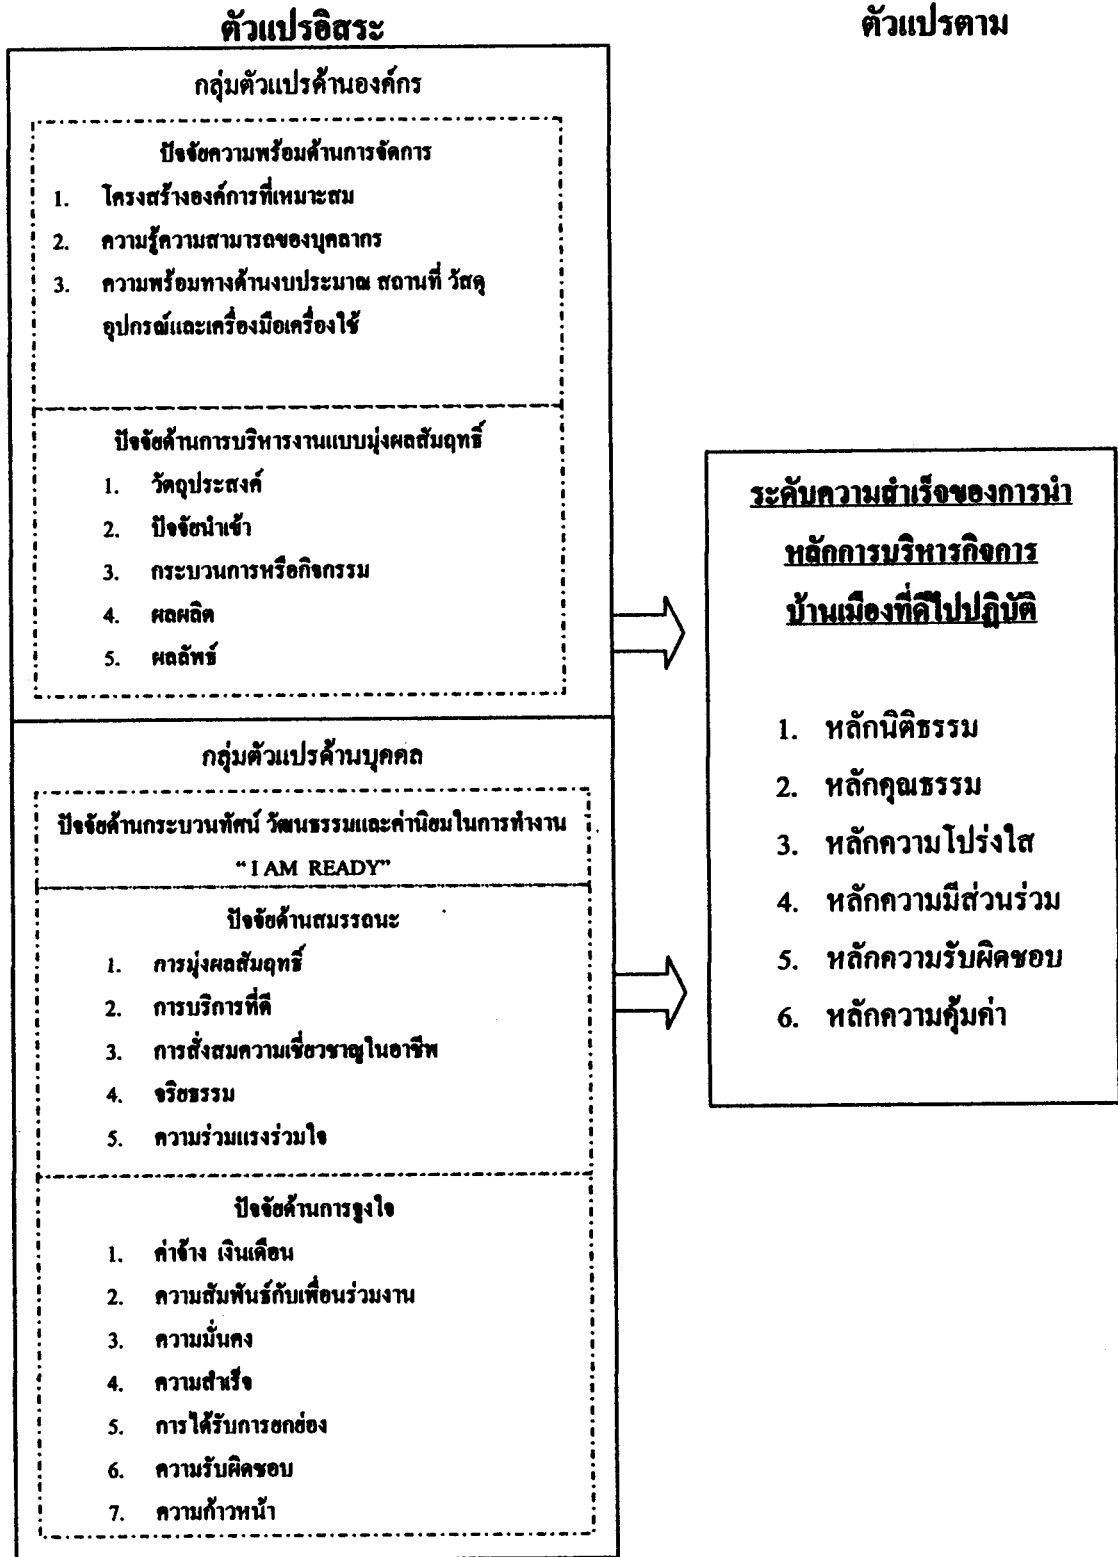 ตัวแปรอิสระ
กลุ่มตัวแปรด้านองค์กร
ปัจจัยความพร้อมด้านการจัดการ
1. โครงสร้างองค์การที่เหมาะสม
2. ความรู้ความสามารถของบุคลากร
3. ความพร้อมทางด้านงบประมาณ สถานที่ วัสดุ
อุปกรณ์และเครื่องมือเครื่องใช้
ปัจจัยด้านการบริหารงานแบบมุ่งผลสัมฤทธิ์
1. วัตถุประสงค์
2. ปัจจัยนำเข้า
3. กระบวนการหรือกิจกรรม
4. ผลผลิต
5. ผลลัพธ์
กลุ่มตัวแปรด้านบุคคล
ปัจจัยด้านกระบวนทัศน์ วัฒนธรรมและค่านิยมในการทำงาน
“ I AM READY”
ปัจจัยด้านสมรรถนะ
1. การมุ่งผลสัมฤทธิ์
2. การบริการที่ดี
3. การสั่งสมความเชี่ยวชาญในอาชีพ
4. จริยธรรม
5. ความร่วมแรงร่วมใจ
ปัจจัยด้านการจูงใจ
1. ค่าจ้าง เงินเดือน
2. ความสัมพันธ์กับเพื่อนร่วมงาน
3. ความมั่นคง
4. ความสำเร็จ
5. การได้รับการยกย่อง
6. ความรับผิดชอบ
7. ความก้าวหน้า
ตัวแปรตาม
ระดับความสำเร็จของการนำ
หลักการบริหารกิจการ
บ้านเมืองที่ดีไปปฏิบัติ
1. หลักนิติธรรม
2. หลักคุณธรรม
3. หลักความโปร่งใส
4. หลักความมีส่วนร่วม
5. หลักความรับผิดชอบ
6. หลักความคุ้มค่า